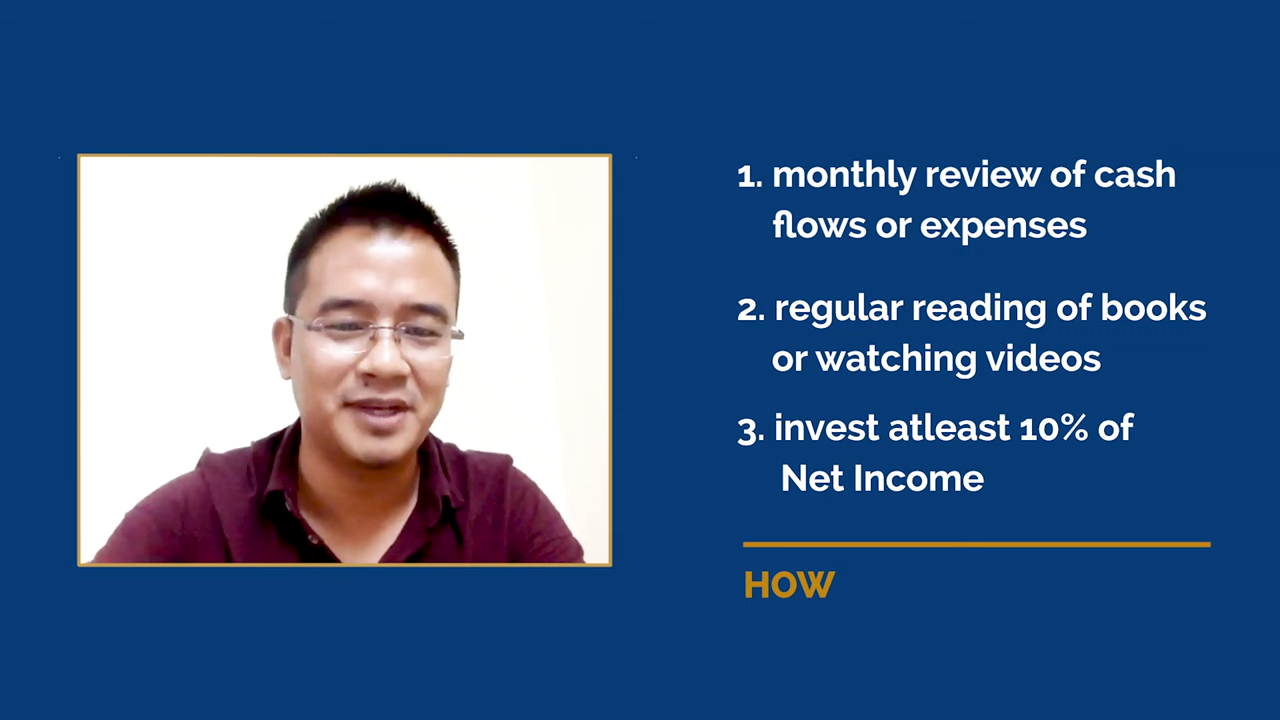 1. monthly review of cash
flows or expenses
2. regular reading of books
or watching videos
3. invest atleast 10% of
Net Income
HOW